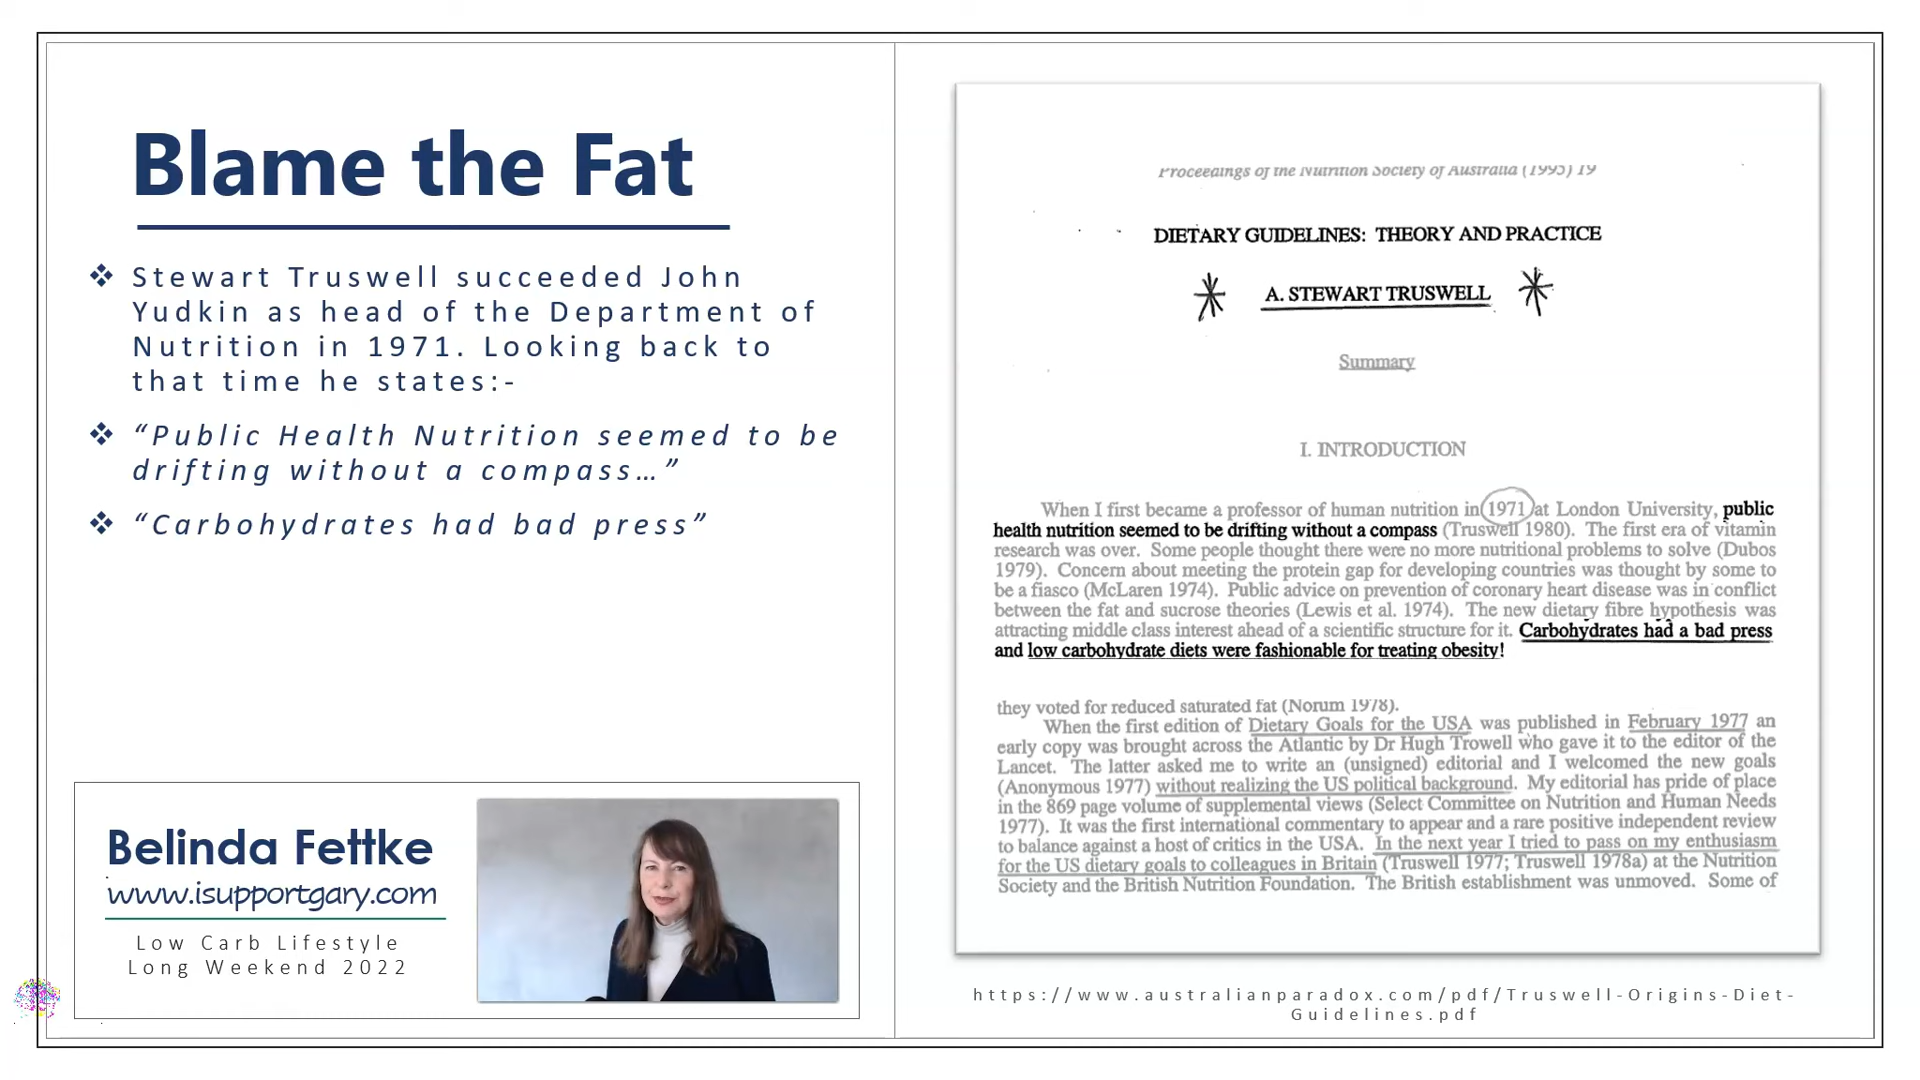 Blame the Fat
❖ Stewart Truswell succeeded John
Yudkin as head of the Department of
Nutrition in 1971. Looking back to
that time he states:-
❖ “Public Health Nutrition seemed to be
drifting without a compass…”
❖ “Carbohydrates had bad press”
Belinda Fettke
www.isupportgary.com
Low Carb Lifestyle
Long Weekend 2022
Proceedings of the Nutrition Society of Australia (1995) 19
DIETARY GUIDELINES: THEORY AND PRACTICE
A. STEWART TRUSWELL
Summary
I. INTRODUCTION
When I first became a professor of human nutrition in 1971 at London University, public
health nutrition seemed to be drifting without a compass (Truswell 1980). The first era of vitamin
research was over. Some people thought there were no more nutritional problems to solve (Dubos
1979). Concern about meeting the protein gap for developing countries was thought by some to
be a fiasco (McLaren 1974). Public advice on prevention of coronary heart disease was in conflict
between the fat and sucrose theories (Lewis et al. 1974). The new dietary fibre hypothesis was
attracting middle class interest ahead of a scientific structure for it. Carbohydrates had a bad press
and low carbohydrate diets were fashionable for treating obesity!
they voted for reduced saturated fat (Norum 1978).
When the first edition of Dietary Goals for the USA was published in February 1977 an
early copy was brought across the Atlantic by Dr Hugh Trowell who gave it to the editor of the
Lancet. The latter asked me to write an (unsigned) editorial and I welcomed the new goals
(Anonymous 1977) without realizing the US political background. My editorial has pride of place
in the 869 page volume of supplemental views (Select Committee on Nutrition and Human Needs
1977). It was the first international commentary to appear and a rare positive independent review
to balance against a host of critics in the USA. In the next year I tried to pass on my enthusiasm
for the US dietary goals to colleagues in Britain (Truswell 1977; Truswell 1978a) at the Nutrition
Society and the British Nutrition Foundation. The British establishment was unmoved. Some of
https://www.australianparadox.com/pdf/Truswell-Origins-Diet-
Guidelines.pdf